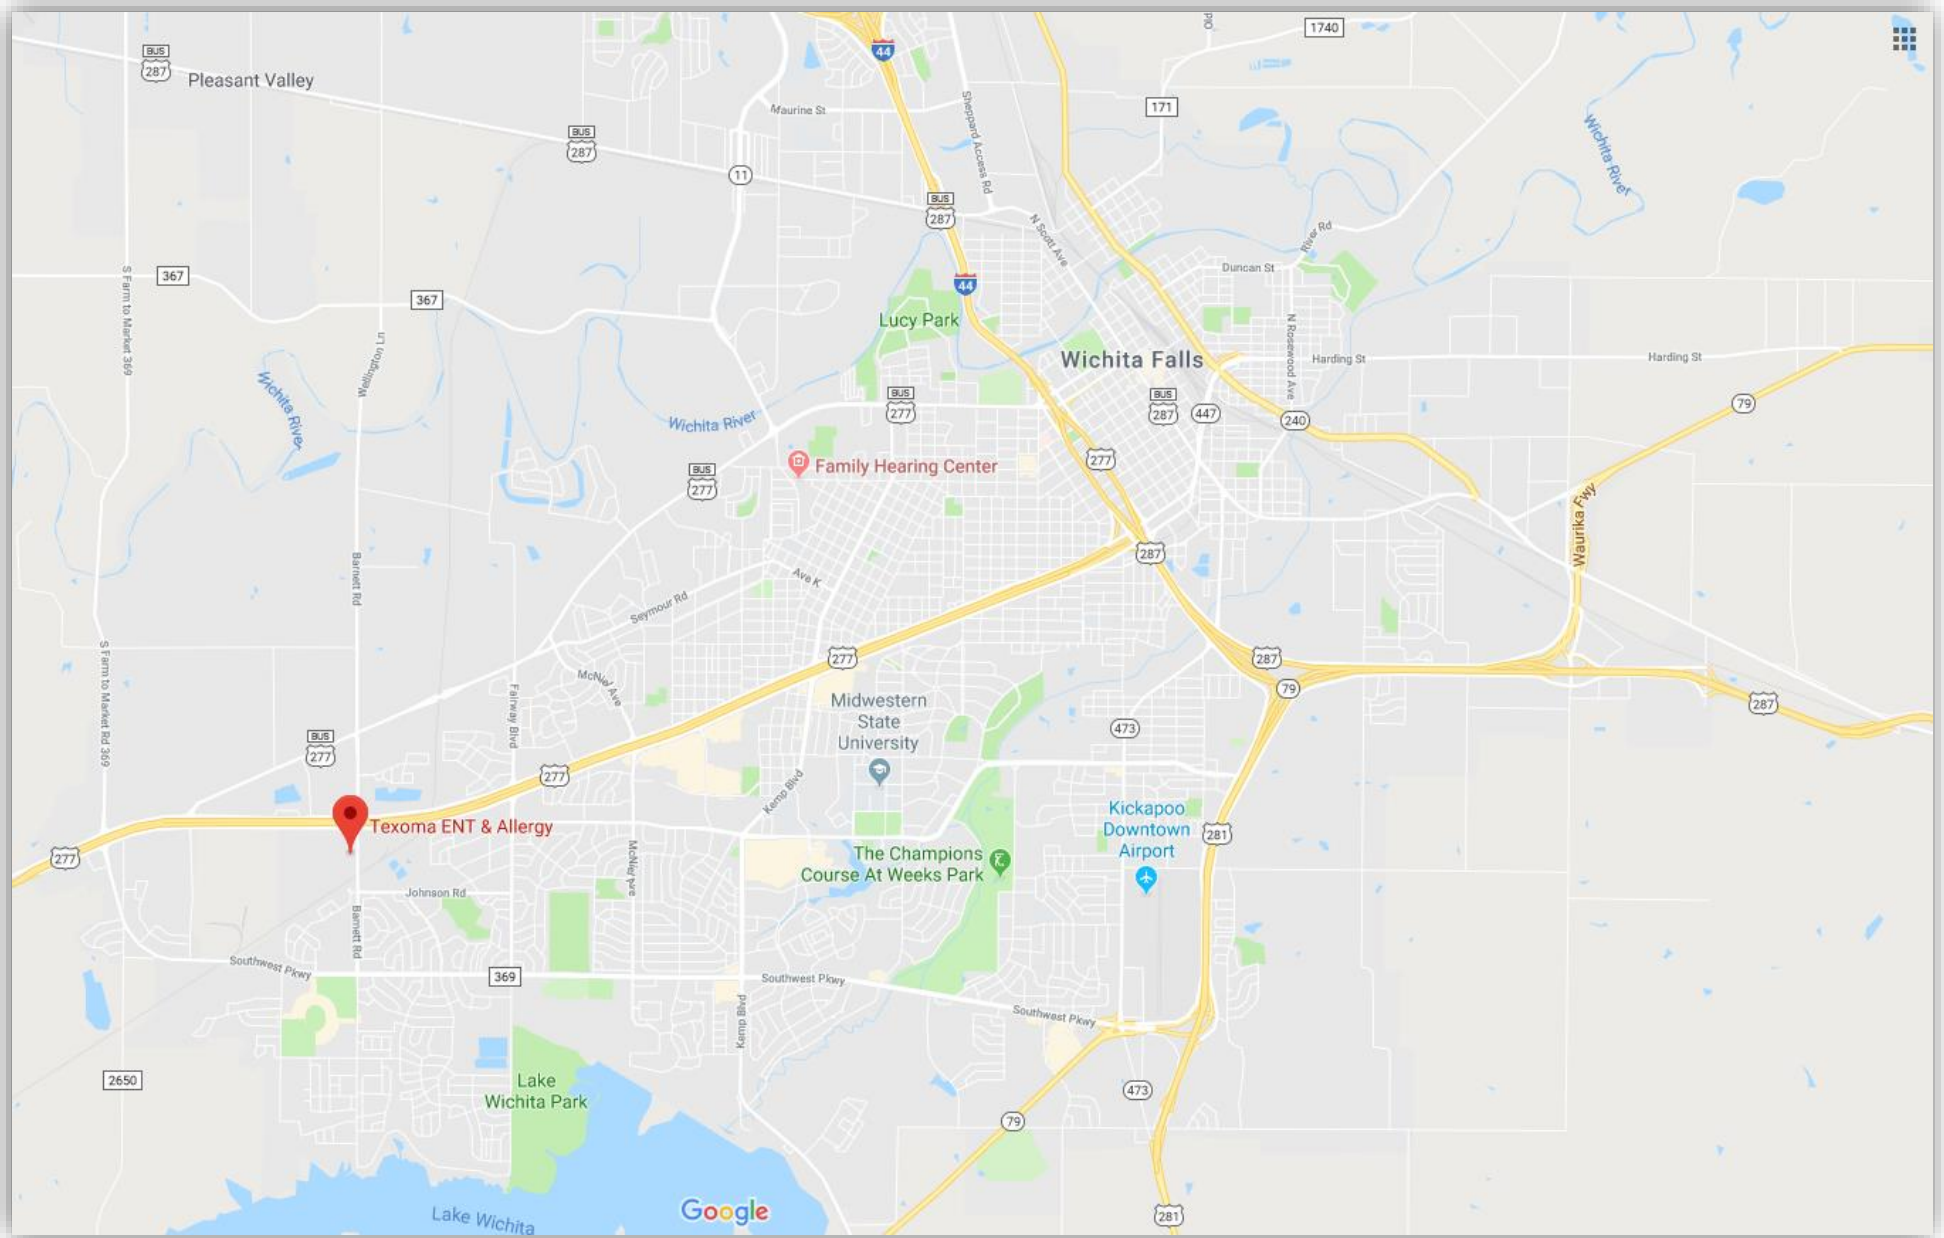 1740
44
BUS
287
Pleasant Valley
Maurine St
Sheppard Access Rd
171
BUS
287
Wichita River
11
BUS
287
N Scott Ave
River Rd
Duncan St
S Farm to Market 369
367
367
44
Lucy Park
Wellington Ln
N Rosewood Ave
Wichita Falls
Harding St
Harding St
Wichita River
BUS
277
BUS
287
447
79
240
Wichita River
Family Hearing Center
277
BUS
277
Waurika Fwy
Barnett Rd
287
Ave K
Seymour Rd
S Farm to Market Rd 369
277
287
McNiel Ave
79
Fairway Blvd
Midwestern
State
University
287
473
BUS
277
277
Kemp Blvd
Kickapoo
Downtown
Airport
281
Texoma ENT & Allergy
277
The Champions
Course At Weeks Park
Johnson Rd
Barnett Rd
Southwest Pkwy
369
Southwest Pkwy
Kemp Blvd
Southwest Pkwy
2650
Lake
Wichita Park
473
79
Google
Lake Wichita
281